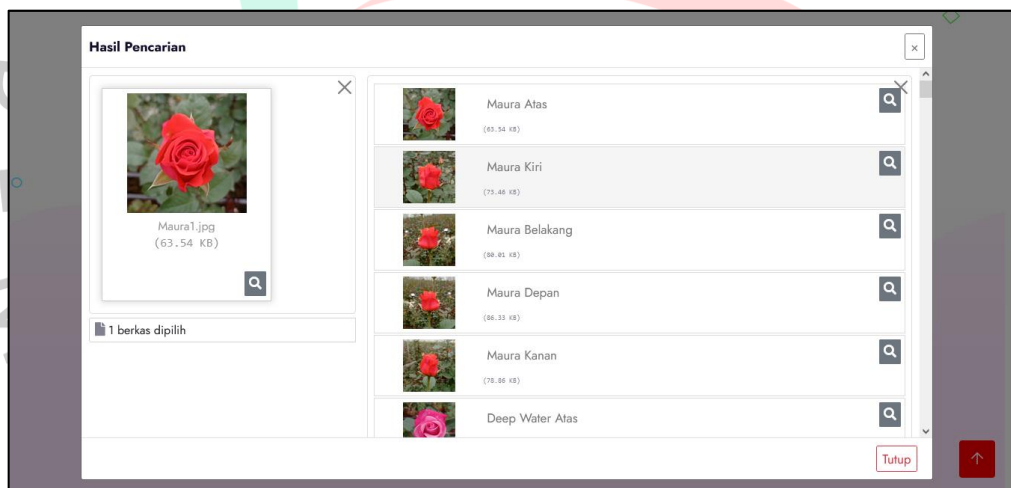 Hasil Pencarian
×
Maura1.jpg
(63.54 KB)
1 berkas dipilih
Maura Atas
(63.54 KB)
Maura Kiri
(73.46 KB)
Maura Belakang
(80.01 KB)
Maura Depan
(86.33 KB)
Maura Kanan
(78.86 KB)
Deep Water Atas
Tutup